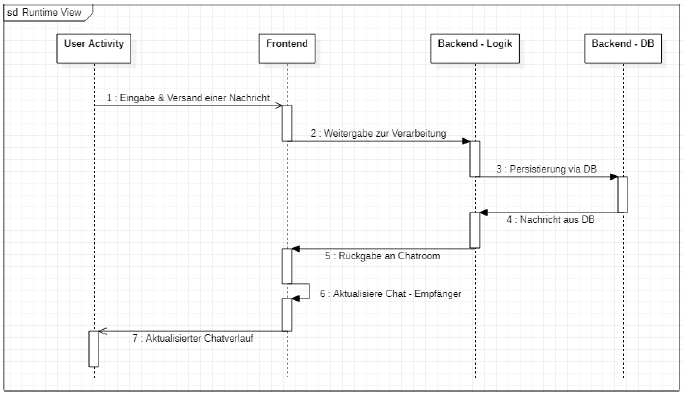 sd Runtime View
User Activity
Frontend
Backend - Logik
Backend - DB
1 : Eingabe & Versand einer Nachricht
2 : Weitergabe zur Verarbeitung
3 : Persistierung via DB
4 : Nachricht aus DB
5 : Rückgabe an Chatroom
6 : Aktualisiere Chat - Empfänger
7 : Aktualisierter Chatverlauf